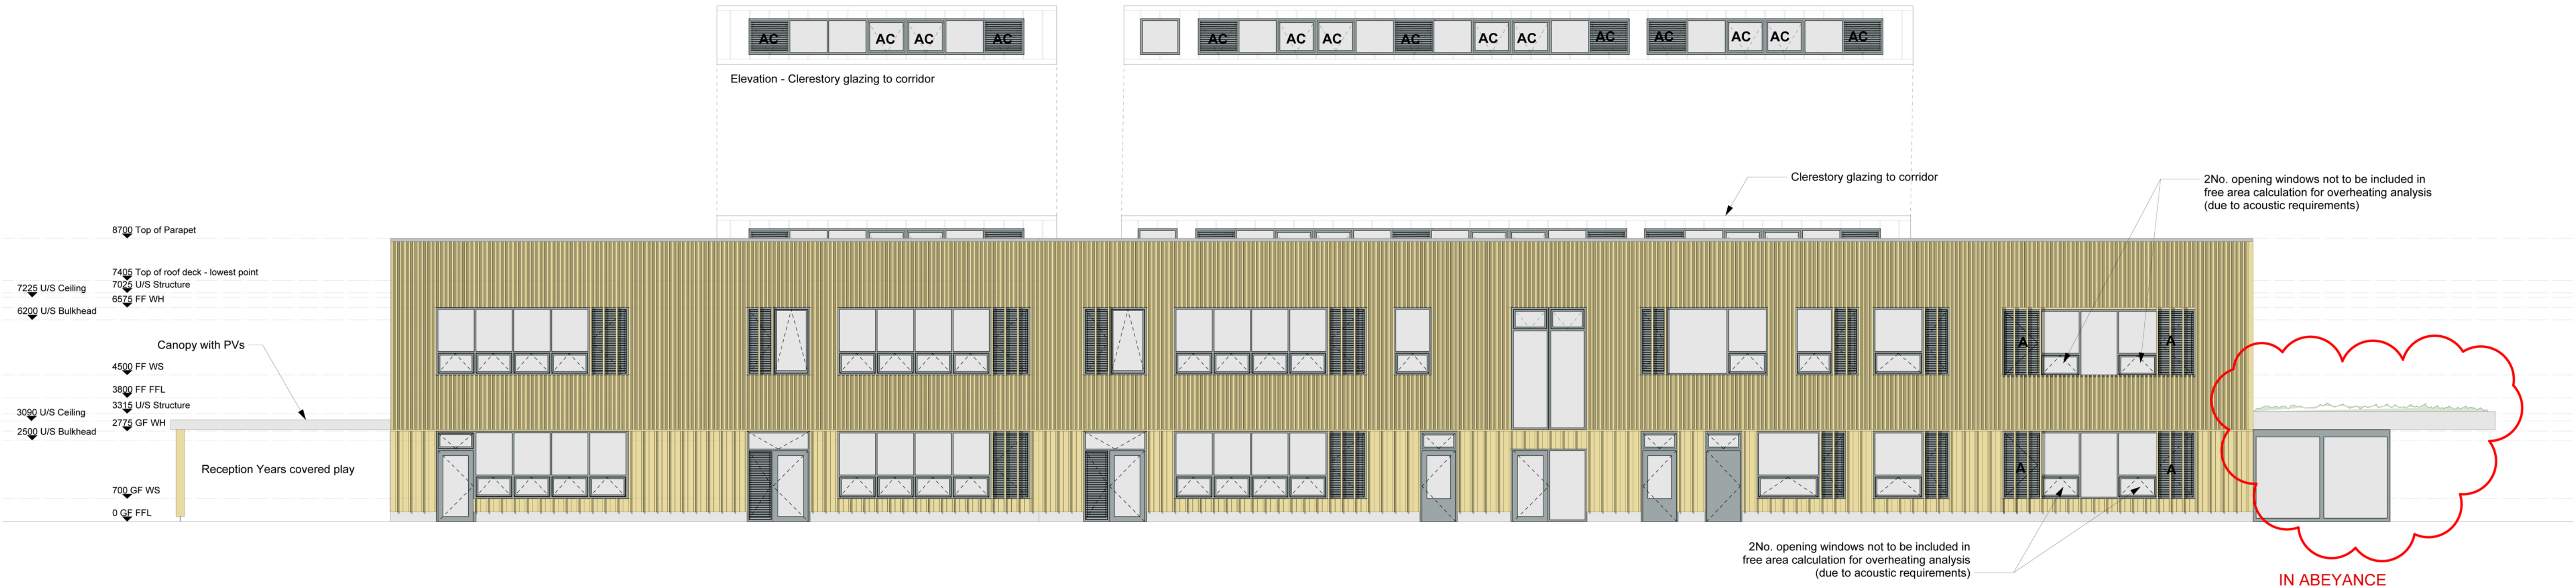 AC AC AC AC
AC AC AC AC AC AC AC AC AC AC AC
Elevation - Clerestory glazing to corridor
Clerestory glazing to corridor
2No. opening windows not to be included in
free area calculation for overheating analysis
(due to acoustic requirements)
8700 Top of Parapet
7405 Top of roof deck - lowest point
7225 U/S Ceiling
7025 U/S Structure
6575 FF WH
6200 U/S Bulkhead
Canopy with PVs
4500 FF WS
3800 FF FFL
3315 U/S Structure
3090 U/S Ceiling
2775 GF WH
2500 U/S Bulkhead
Reception Years covered play
700 GF WS
0 GF FFL
A A
A A
2No. opening windows not to be included in
free area calculation for overheating analysis
(due to acoustic requirements)
IN ABEYANCE